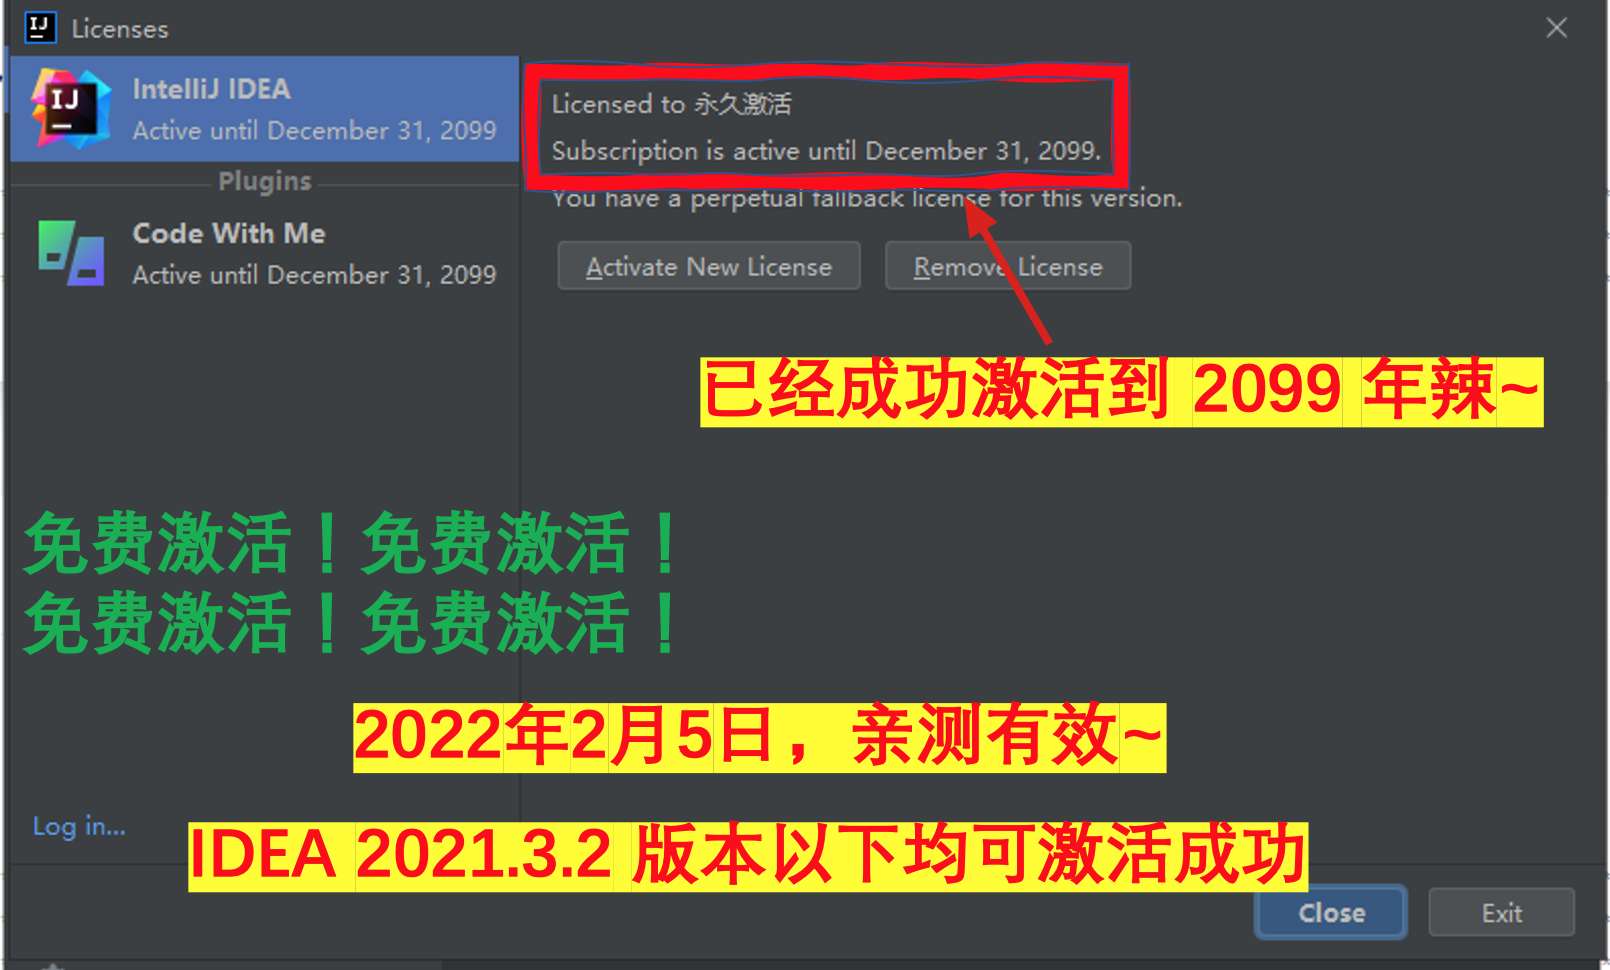 IJ
Licenses
IJ
IntelliJ IDEA
Active until December 31, 2099
Plugins
Code With Me
Active until December 31, 2099
Log in...
Licensed to 永久激活
Subscription is active until December 31, 2099.
You have a perpetual fallback license for this version.
Activate New License
Remove License
已经成功激活到 2099 年辣~
免费激活！免费激活！
免费激活！免费激活！
2022年2月5日，亲测有效~
IDEA 2021.3.2 版本以下均可激活成功
Close
Exit